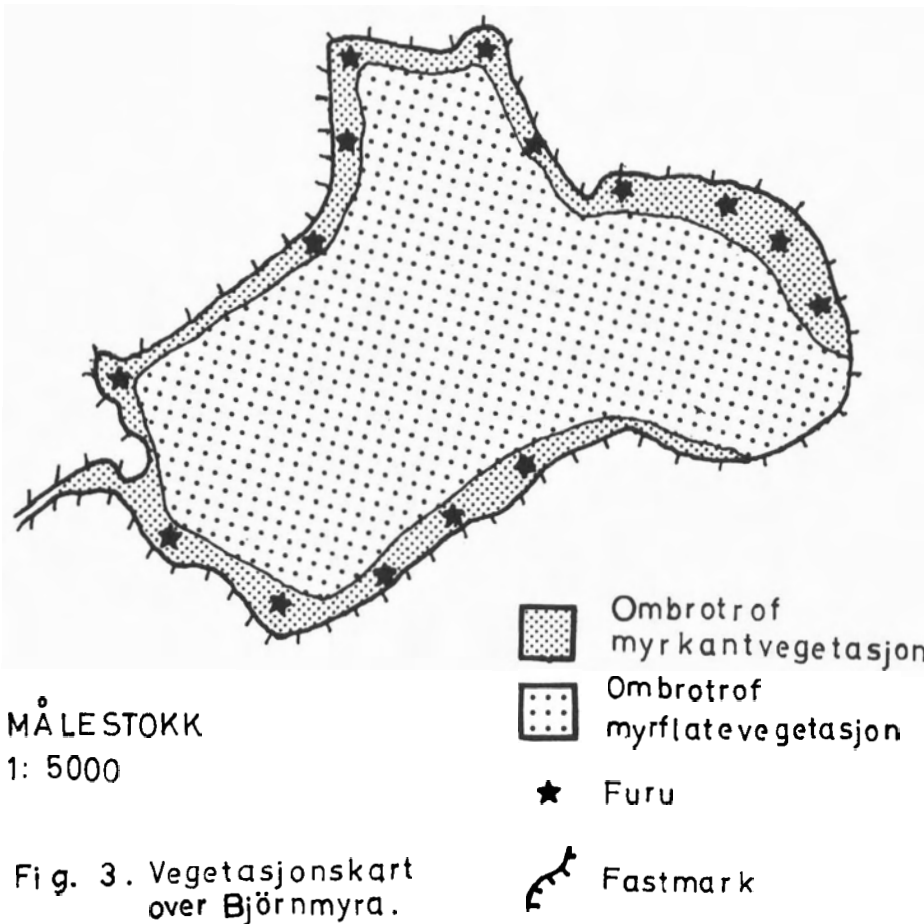 Ombrotrof
myrkantvegetasjon
Ombrotrof
myrflatevegetasjon
Furu
Fastmark
MÅLESTOKK
1: 5000
Fig. 3. Vegetasjonskart
over Björnmyra.